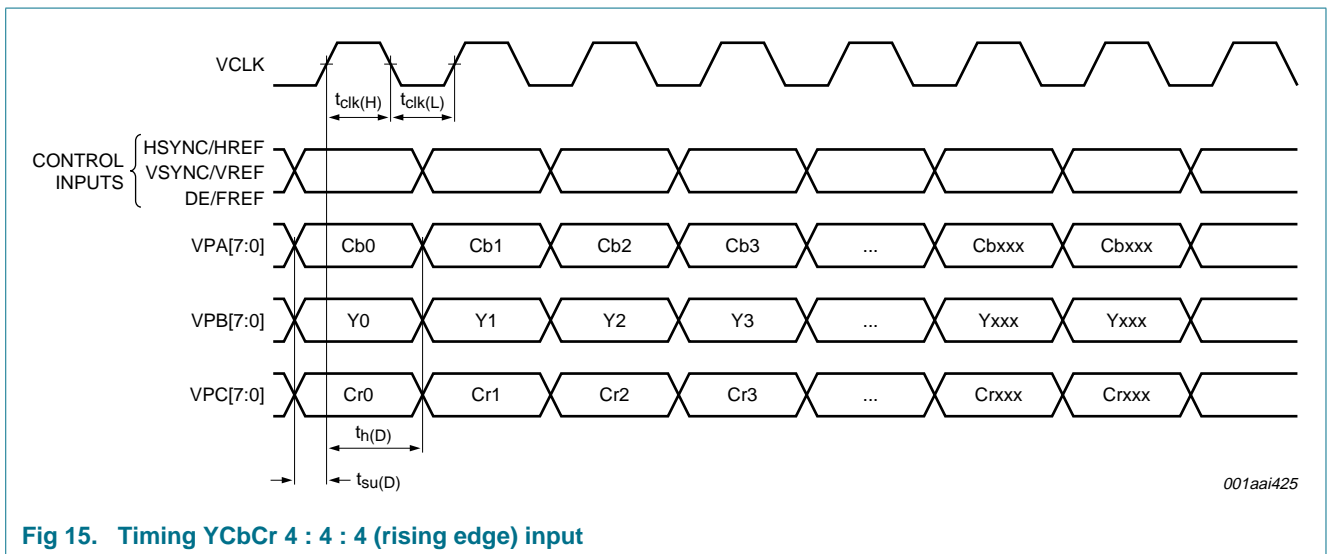 VCLK
tclk(H) tclk(L)
CONTROL INPUTS
HSYNC/HREF
VSYNC/VREF
DE/FREF
VPA[7:0] Cb0 Cb1 Cb2 Cb3 ... Cbxxx Cbxxx
VPB[7:0] Y0 Y1 Y2 Y3 ... Yxxx Yxxx
VPC[7:0] Cr0 Cr1 Cr2 Cr3 ... Crxxx Crxxx
th(D)
tsu(D)
001aai425
Fig 15. Timing YCbCr 4 : 4 : 4 (rising edge) input